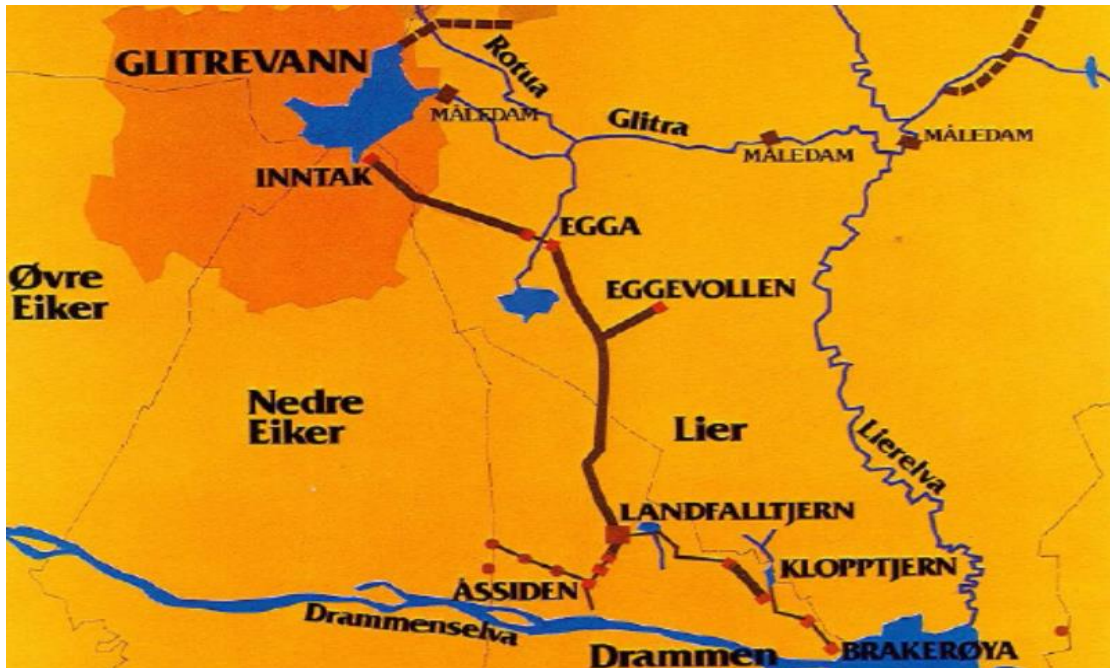 GLITREVANN
Rotua
MÅLEDAM
Glitra
MÅLEDAM
MÅLEDAM
INNTAK
EGGA
Øvre
Eiker
EGGEVOLLEN
Nedre
Eiker
Lier
Lierelva
LANDFALLTJERN
KLOPPTJERN
ÅSSIDEN
Drammenselva
Drammen
BRAKERØYA